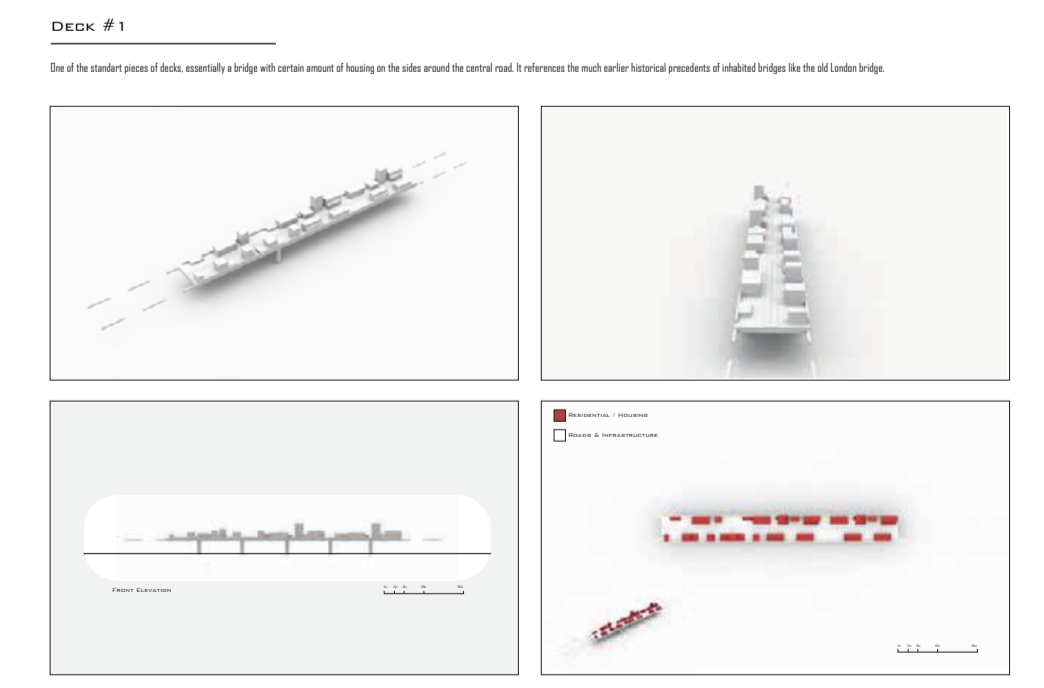 Deck #1
One of the standart pieces of decks, essentially a bridge with certain amount of housing on the sides around the central road. It references the much earlier historical precedents of inhabited bridges like the old London bridge.
Residential / Housing
Roads & Infrastructure
Front Elevation